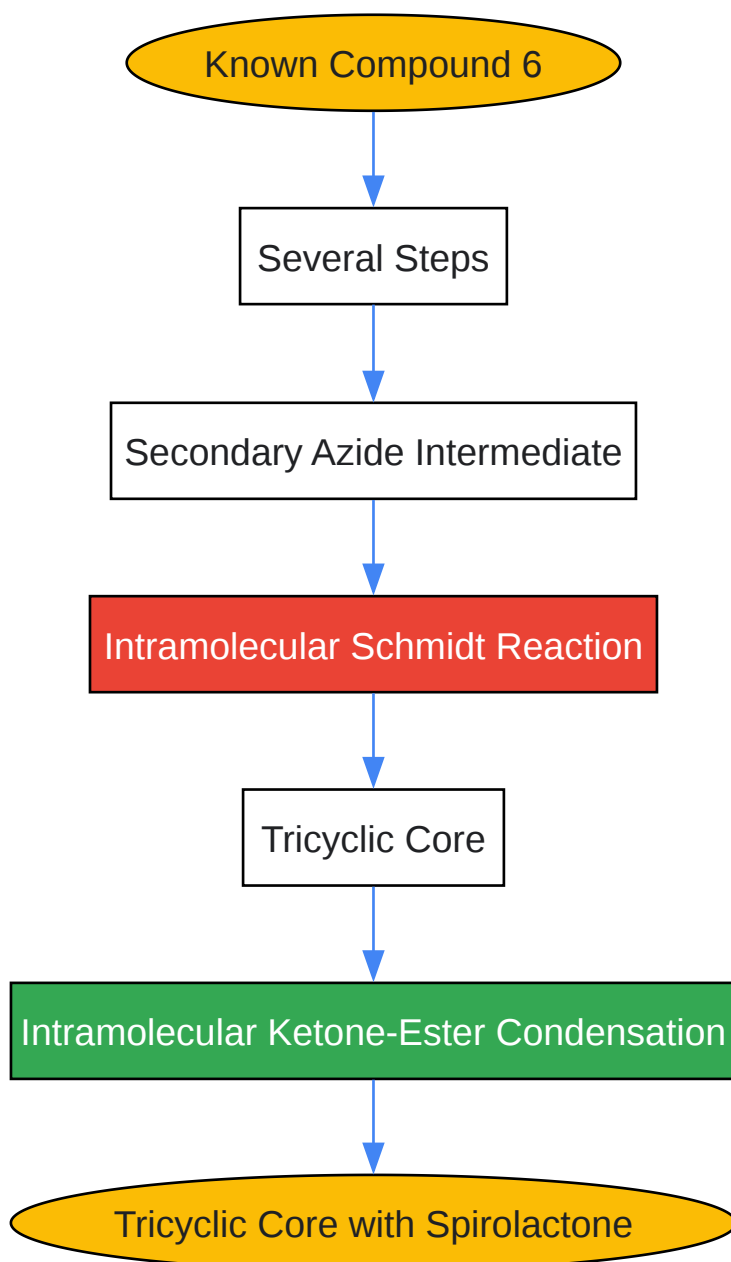 Known Compound 6
Several Steps
Secondary Azide Intermediate
Intramolecular Schmidt Reaction
Tricyclic Core
Intramolecular Ketone-Ester Condensation
Tricyclic Core with Spirolactone